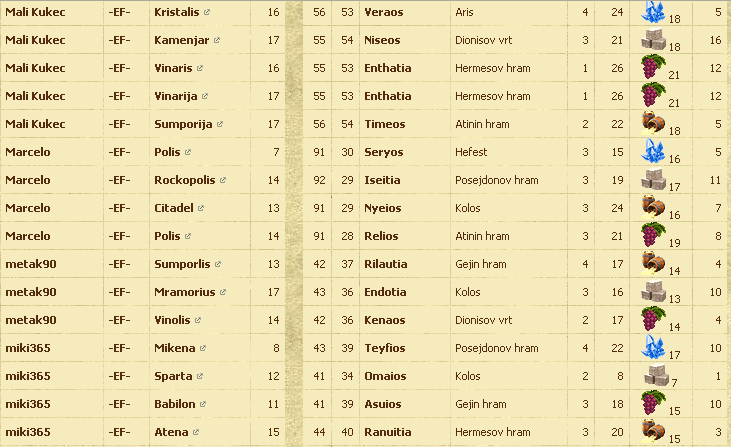 Mali Kukec -EF- Kristalis 16 56 53 Veraos Aris 4 24 18 5
Mali Kukec -EF- Kamenjar 17 55 54 Niseos Dionisov vrt 3 21 18 16
Mali Kukec -EF- Vinaris 16 55 53 Enthatia Hermesov hram 1 26 21 12
Mali Kukec -EF- Vinarija 17 55 53 Enthatia Hermesov hram 1 26 21 12
Mali Kukec -EF- Sumporija 17 56 54 Timeos Atinin hram 2 22 18 5
Marcelo -EF- Polis 7 91 30 Seryos Hefest 3 15 16 5
Marcelo -EF- Rockopolis 14 92 29 Iseitia Posejdonov hram 3 19 17 11
Marcelo -EF- Citadel 13 91 29 Nyeios Kolos 3 24 16 7
Marcelo -EF- Polis 14 91 28 Relios Atinin hram 3 21 19 8
metak90 -EF- Sumporlis 13 42 37 Rilautia Gejin hram 4 17 14 4
metak90 -EF- Mramorius 17 43 36 Endotia Kolos 3 16 13 10
metak90 -EF- Vinolis 14 42 36 Kenaos Dionisov vrt 2 17 14 4
miki365 -EF- Mikena 8 43 39 Teyfios Posejdonov hram 4 22 17 10
miki365 -EF- Sparta 12 41 34 Omaios Kolos 2 8 7 1
miki365 -EF- Babilon 11 41 39 Asuios Gejin hram 3 18 15 10
miki365 -EF- Atena 15 44 40 Ranuitia Hermesov hram 3 20 15 3